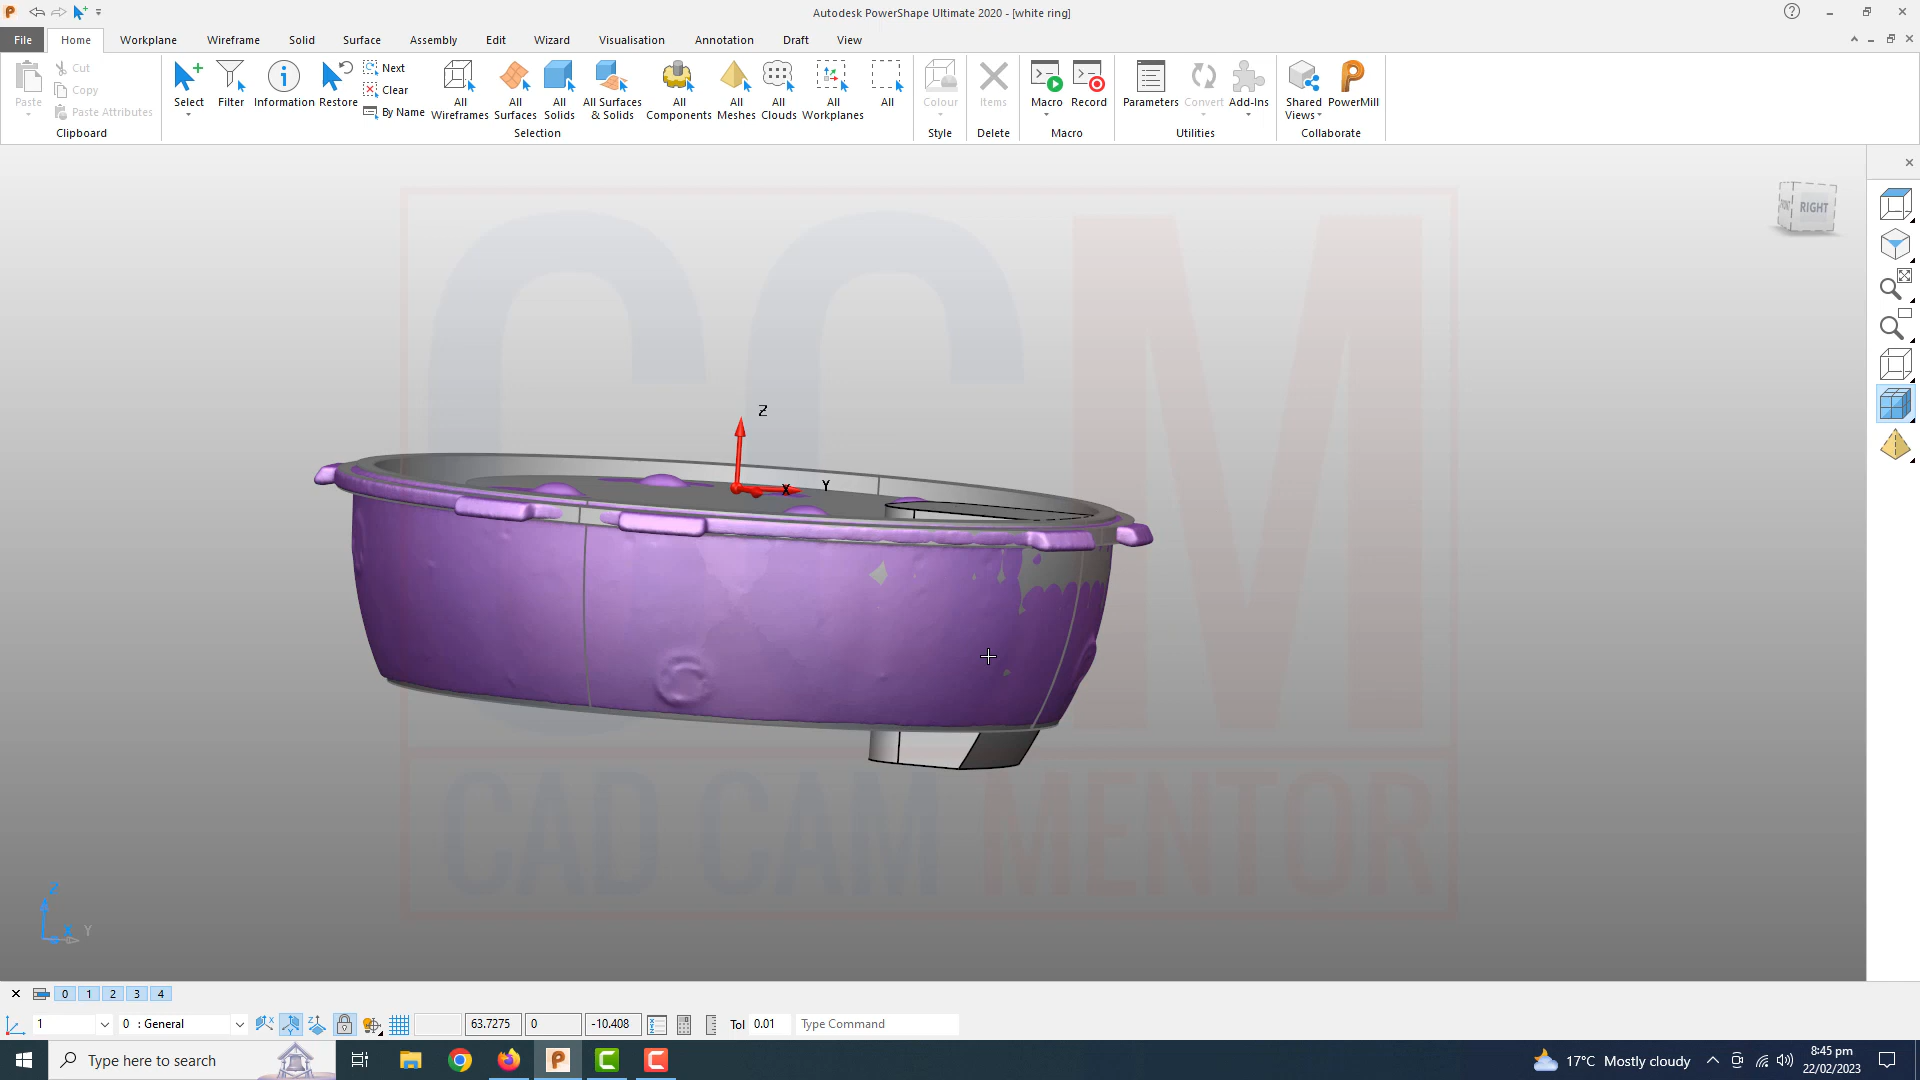 Autodesk PowerShape Ultimate 2020 - [white ring]
File Home Workplane Wireframe Solid Surface Assembly Edit Wizard Visualisation Annotation Draft View
Paste
Cut
Copy
Paste Attributes
Clipboard
Select
Filter
Information
Restore
Next
Clear
By Name
All Wireframes
All Surfaces
All Solids
All Surfaces & Solids
All Components
All Meshes
All Clouds
All Workplanes
All
Selection
Colour
Style
Items
Delete
Macro
Record
Macro
Parameters
Convert
Add-Ins
Utilities
Shared Views
PowerMill
Collaborate
RIGHT
CCM
Z
X Y
CAD CAM MENTOR
Z
X Y
0 1 2 3 4
1 0 : General 63.7275 0 -10.408 Tol 0.01 Type Command
Type here to search
17°C Mostly cloudy
8:45 pm
22/02/2023